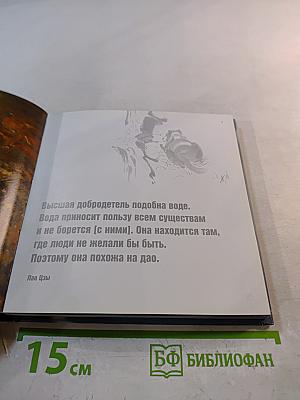 Высшая добродетель подобна воде.
Вода приносит пользу всем существам
и не борется (с ними). Она находится там,
где люди не желали бы быть.
Поэтому она похожа на дао.
Лао Цзы
15 см
БФ БИБЛИОФАН